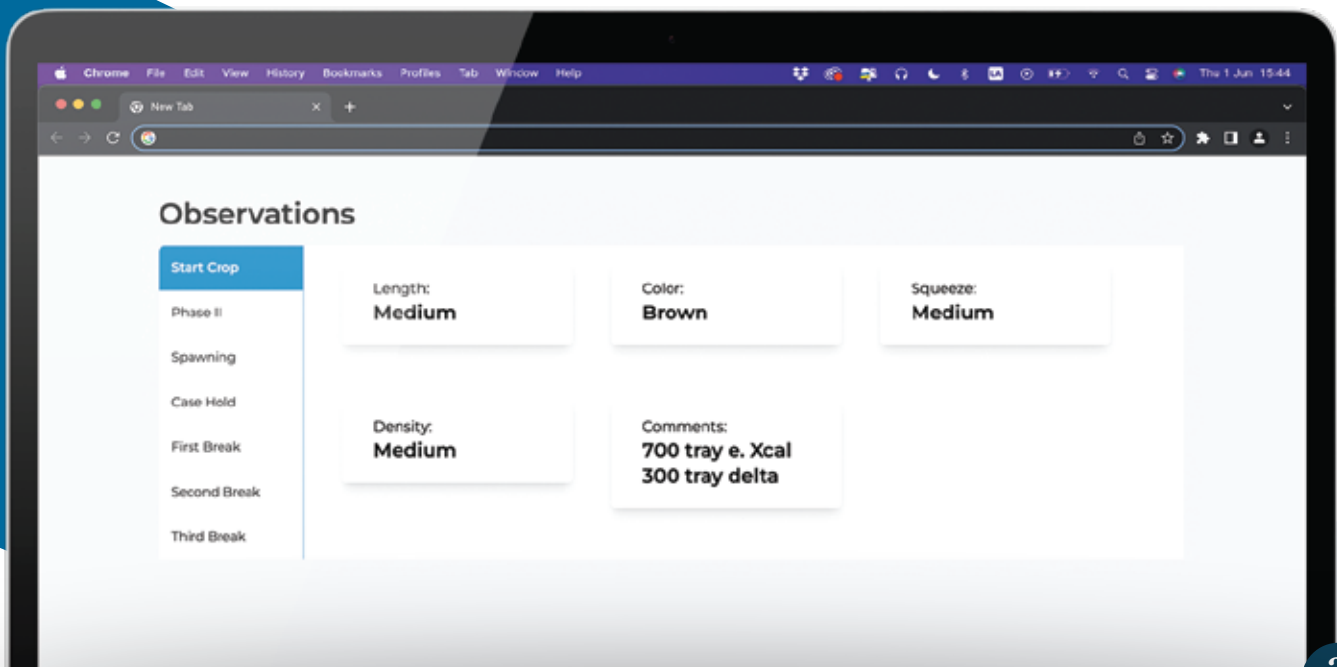 Chrome File Edit View History Bookmarks Profiles Tab Window Help Thu 1 Jun 15:44
New Tab
Observations
Start Crop
Phase II
Spawning
Case Hold
First Break
Second Break
Third Break
Length:
Medium
Color:
Brown
Squeeze:
Medium
Density:
Medium
Comments:
700 tray e. Xcal
300 tray delta